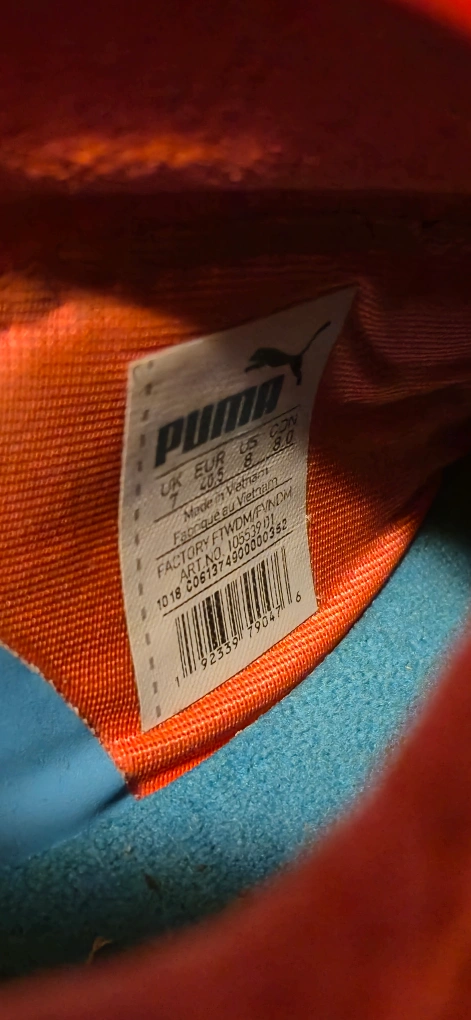 PUMA
UK EUR US CDN
7 40.5 8 8.0
Made in Vietnam
Fabriqué au Vietnam
FACTORY FTWDM/FVNDM
ART.NO. 105539 01
1018 C061374900000352
1 92339 79047 6